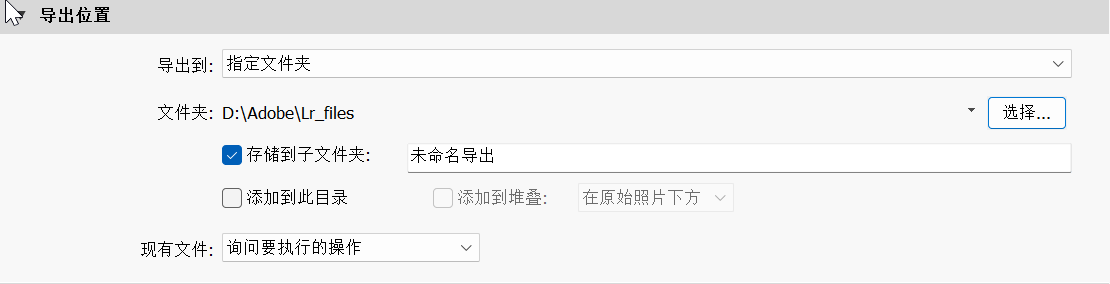 导出位置
导出到: 指定文件夹
文件夹: D:\Adobe\Lr_files 选择...
存储到子文件夹: 未命名导出
添加到此目录 添加到堆叠: 在原始照片下方
现有文件: 询问要执行的操作